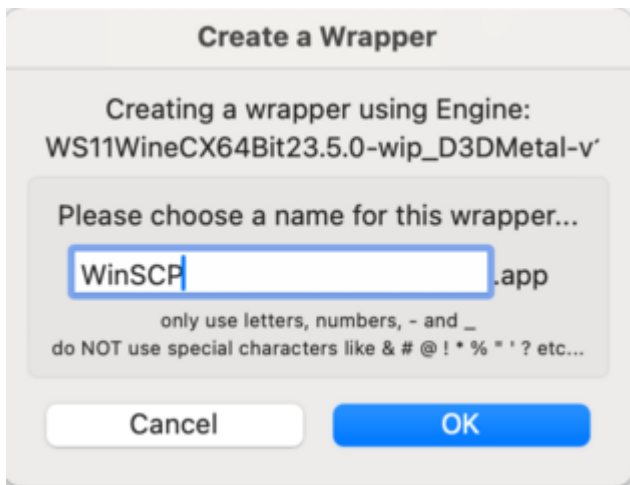 Create a Wrapper
Creating a wrapper using Engine:
WS11WineCX64Bit23.5.0-wip_D3DMetal-v
Please choose a name for this wrapper...
WinSCP
.app
only use letters, numbers, - and _
do NOT use special characters like & # @ ! * % " ' ? etc...
Cancel
OK